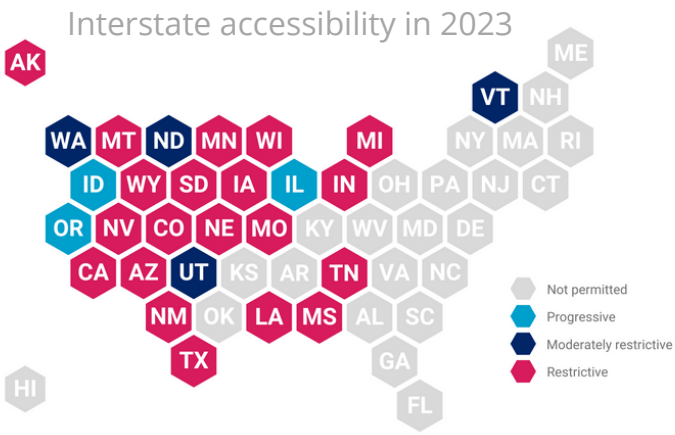 Interstate accessibility in 2023
ME
AK
VT NH
WA MT ND MN WI MI NY MA RI
ID WY SD IA IL IN OH PA NJ CT
OR NV CO NE MO KY WV MD DE
CA AZ UT KS AR TN VA NC
Not permitted
NM OK LA MS AL SC
Progressive
Moderately restrictive
TX GA
Restrictive
HI
FL